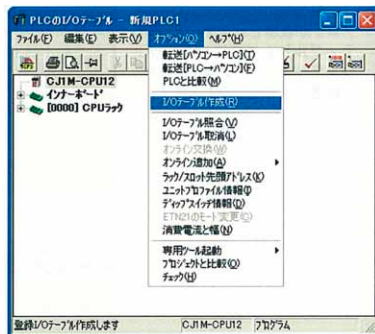 PLCのI/Oテーブル - 新規PLC1
ファイル(F) 編集(E) 表示(V) オプション(O) ヘルプ(H)
転送[パソコン→PLC](T)
転送[PLC→パソコン](F)
PLCと比較(M)
I/Oテーブル作成(R)
I/Oテーブル照合(V)
I/Oテーブル取消(L)
オンライン交換(W)
オンライン追加(A)
ラック/スロット先頭アドレス(K)
ユニットプロファイル情報(I)
ディップスイッチ情報(S)
ETN21のモード変更(C)
消費電流と幅(N)
専用ツール起動
プロジェクトと比較(O)
チェック(H)
CJ1M-CPU12
インナーボード
[0000] CPUラック
登録I/Oテーブル作成します CJ1M-CPU12 プログラム